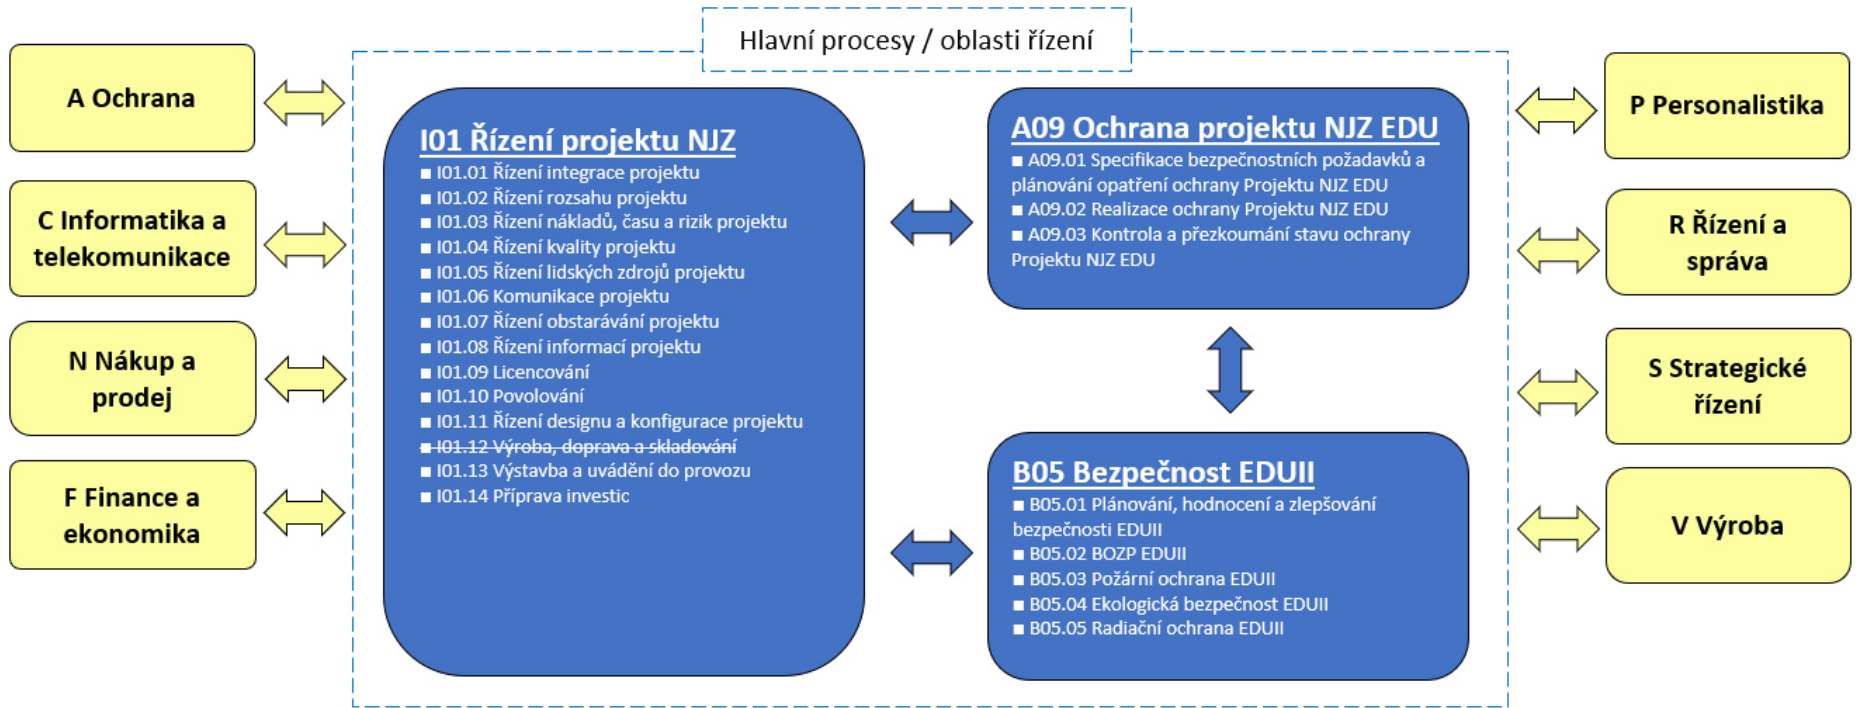 Hlavní procesy / oblasti řízení
A Ochrana
C Informatika a
telekomunikace
N Nákup a
prodej
F Finance a
ekonomika
I01 Řízení projektu NJZ
■ I01.01 Řízení integrace projektu
■ I01.02 Řízení rozsahu projektu
■ I01.03 Řízení nákladů, času a rizik projektu
■ I01.04 Řízení kvality projektu
■ I01.05 Řízení lidských zdrojů projektu
■ I01.06 Komunikace projektu
■ I01.07 Řízení obstarávání projektu
■ I01.08 Řízení informací projektu
■ I01.09 Licencování
■ I01.10 Povolování
■ I01.11 Řízení designu a konfigurace projektu
■ I01.12 Výroba, doprava a skladování
■ I01.13 Výstavba a uvádění do provozu
■ I01.14 Příprava investic
A09 Ochrana projektu NJZ EDU
■ A09.01 Specifikace bezpečnostních požadavků a
plánování opatření ochrany Projektu NJZ EDU
■ A09.02 Realizace ochrany Projektu NJZ EDU
■ A09.03 Kontrola a přezkoumání stavu ochrany
Projektu NJZ EDU
B05 Bezpečnost EDUII
■ B05.01 Plánování, hodnocení a zlepšování
bezpečnosti EDUII
■ B05.02 BOZP EDUII
■ B05.03 Požární ochrana EDUII
■ B05.04 Ekologická bezpečnost EDUII
■ B05.05 Radiační ochrana EDUII
P Personalistika
R Řízení a
správa
S Strategické
řízení
V Výroba